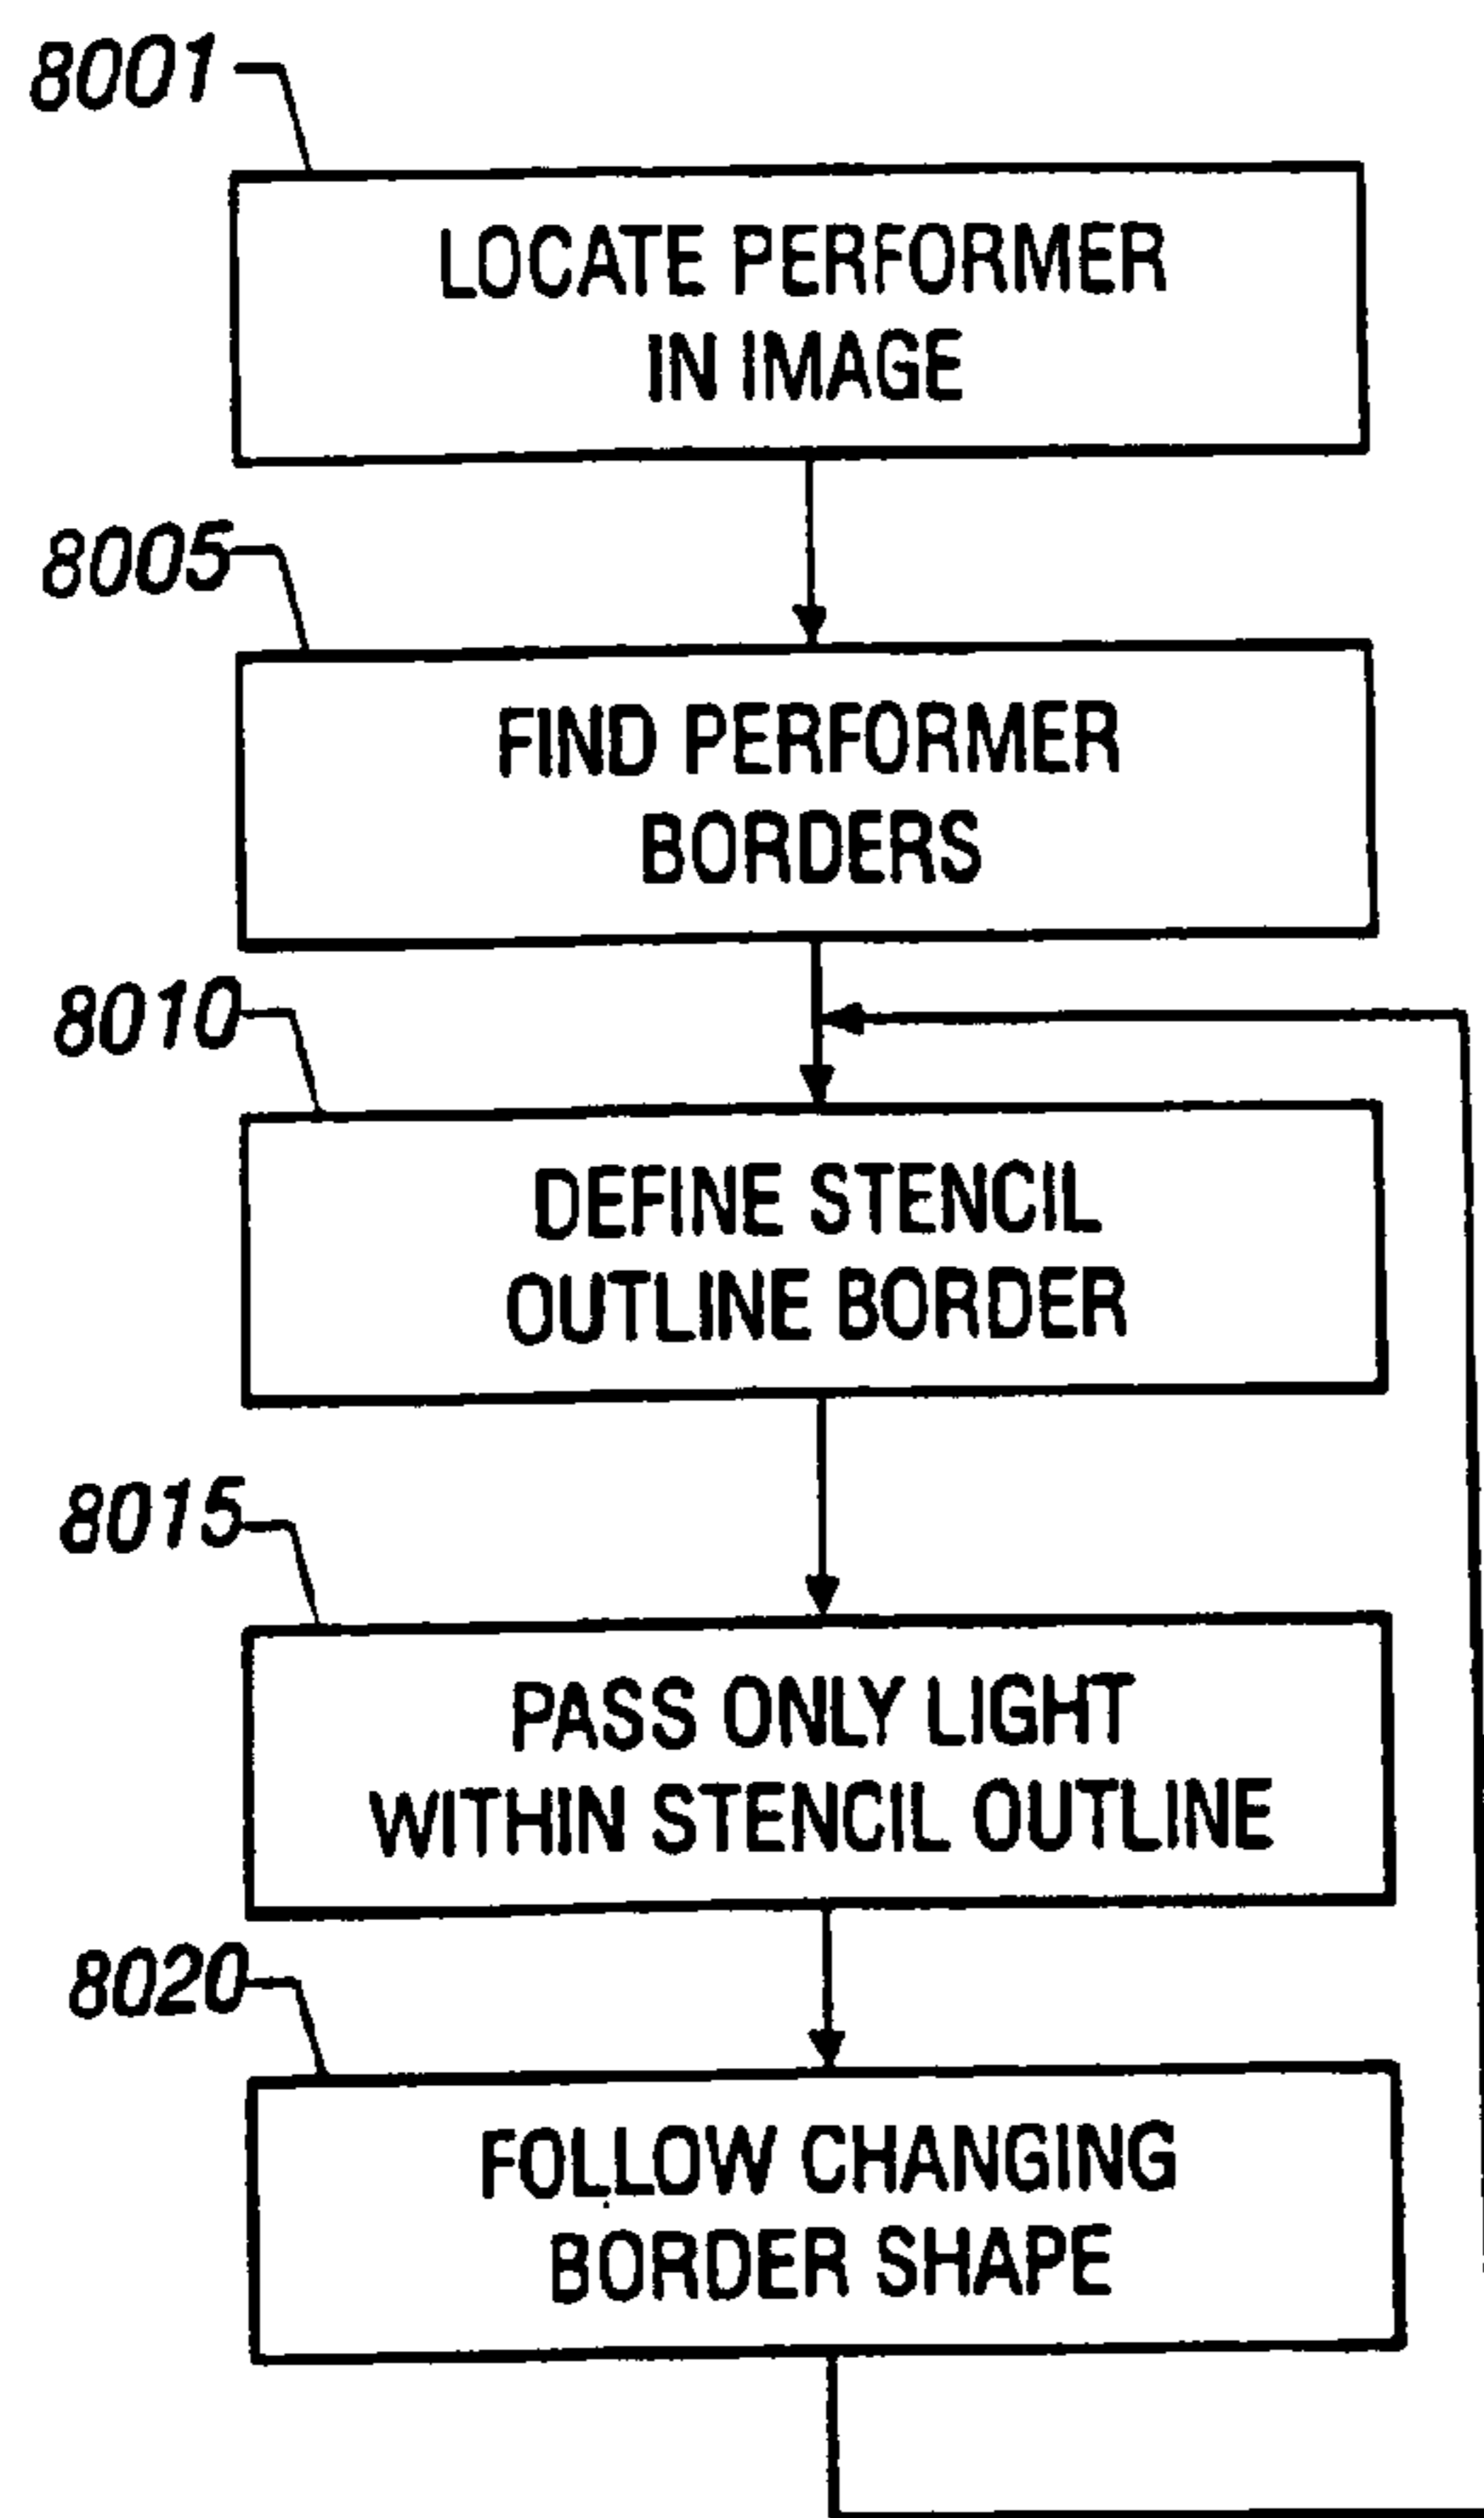 8001
LOCATE PERFORMER
IN IMAGE
8005
FIND PERFORMER
BORDERS
8010
DEFINE STENCIL
OUTLINE BORDER
8015
PASS ONLY LIGHT
WITHIN STENCIL OUTLINE
8020
FOLLOW CHANGING
BORDER SHAPE